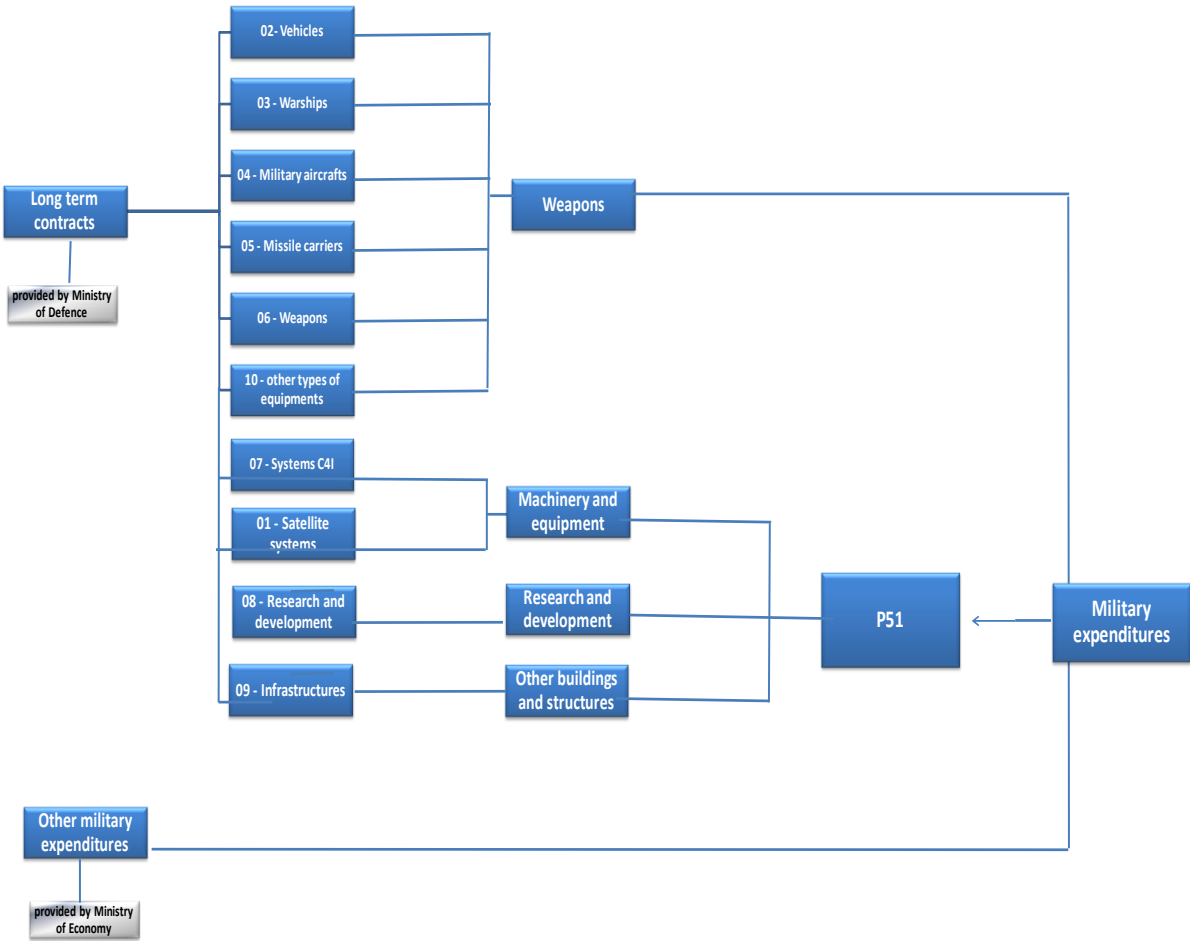 02- Vehicles
03 - Warships
04 - Military aircrafts
Long term
contracts
Weapons
05 - Missile carriers
provided by Ministry
of Defence
06 - Weapons
10 - other types of
equipments
07 - Systems C4I
Machinery and
equipment
01 - Satellite
systems
08 - Research and
development
Research and
development
P51
Military
expenditures
09 - Infrastructures
Other buildings
and structures
Other military
expenditures
provided by Ministry
of Economy